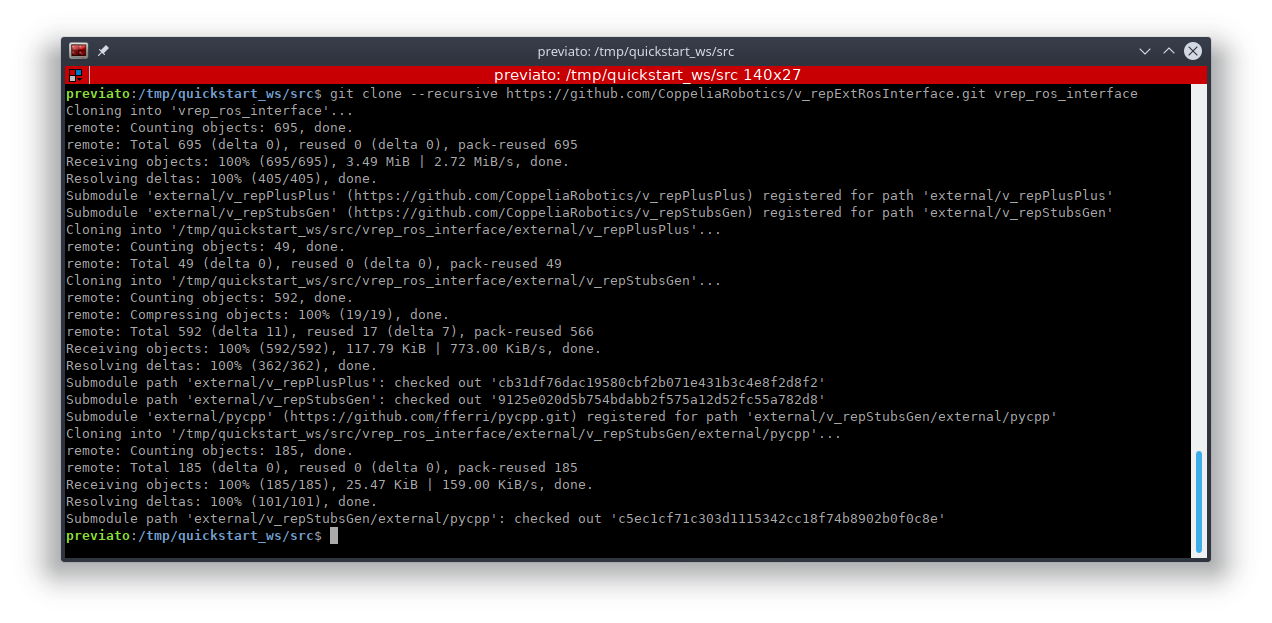 previato: /tmp/quickstart_ws/src
previato: /tmp/quickstart_ws/src 140x27
previato:/tmp/quickstart_ws/src$ git clone --recursive https://github.com/CoppeliaRobotics/v_repExtRosInterface.git vrep_ros_interface
Cloning into 'vrep_ros_interface'...
remote: Counting objects: 695, done.
remote: Total 695 (delta 0), reused 0 (delta 0), pack-reused 695
Receiving objects: 100% (695/695), 3.49 MiB | 2.72 MiB/s, done.
Resolving deltas: 100% (405/405), done.
Submodule 'external/v_repPlusPlus' (https://github.com/CoppeliaRobotics/v_repPlusPlus) registered for path 'external/v_repPlusPlus'
Submodule 'external/v_repStubsGen' (https://github.com/CoppeliaRobotics/v_repStubsGen) registered for path 'external/v_repStubsGen'
Cloning into '/tmp/quickstart_ws/src/vrep_ros_interface/external/v_repPlusPlus'...
remote: Counting objects: 49, done.
remote: Total 49 (delta 0), reused 0 (delta 0), pack-reused 49
Cloning into '/tmp/quickstart_ws/src/vrep_ros_interface/external/v_repStubsGen'...
remote: Counting objects: 592, done.
remote: Compressing objects: 100% (19/19), done.
remote: Total 592 (delta 11), reused 17 (delta 7), pack-reused 566
Receiving objects: 100% (592/592), 117.79 KiB | 773.00 KiB/s, done.
Resolving deltas: 100% (362/362), done.
Submodule path 'external/v_repPlusPlus': checked out 'cb31df76dac19580cbf2b071e431b3c4e8f2d8f2'
Submodule path 'external/v_repStubsGen': checked out '9125e020d5b754bdabb2f575a12d52fc55a782d8'
Submodule 'external/pycpp' (https://github.com/fferri/pycpp.git) registered for path 'external/v_repStubsGen/external/pycpp'
Cloning into '/tmp/quickstart_ws/src/vrep_ros_interface/external/v_repStubsGen/external/pycpp'...
remote: Counting objects: 185, done.
remote: Total 185 (delta 0), reused 0 (delta 0), pack-reused 185
Receiving objects: 100% (185/185), 25.47 KiB | 159.00 KiB/s, done.
Resolving deltas: 100% (101/101), done.
Submodule path 'external/v_repStubsGen/external/pycpp': checked out 'c5ec1cf71c303d1115342cc18f74b8902b0f0c8e'
previato:/tmp/quickstart_ws/src$